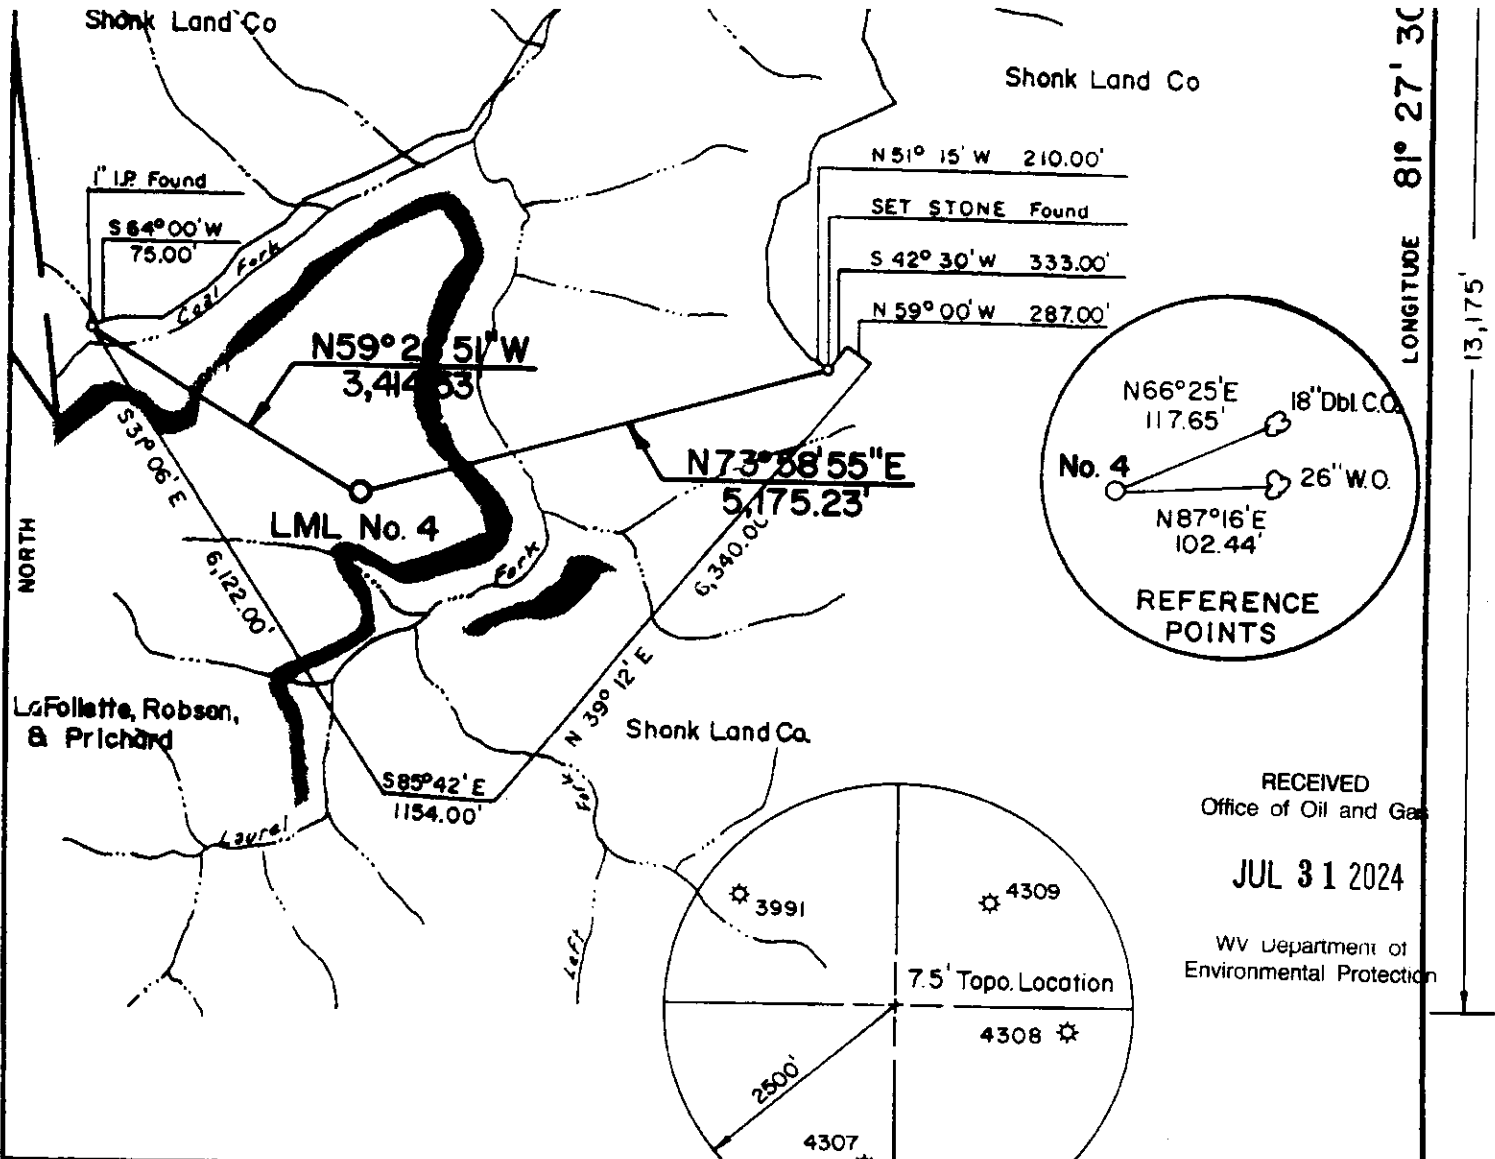 Shonk Land Co
Shonk Land Co
LONGITUDE 81° 27' 30
13,175'
1" I.P. Found
S 64° 00' W
75.00'
Coal Fork
N 51° 15' W 210.00'
SET STONE Found
S 42° 30' W 333.00'
N 59° 00' W 287.00'
N59° 2 51" W
3,414.53'
N73°58'55"E
5,175.23'
LML No. 4
NORTH
S 31° 06' E
6,122.00'
Fork
6,340.00
N 39° 12' E
S 85° 42' E
1154.00'
LaFollette, Robson,
& Prichard
Shonk Land Co.
Laurel
Left Fork
N66°25'E
117.65'
18" Dbl. C.O.
No. 4
26" W.O.
N87°16'E
102.44'
REFERENCE
POINTS
RECEIVED
Office of Oil and Gas
JUL 31 2024
WV Department of
Environmental Protection
3991
4309
7.5' Topo. Location
4308
2500'
4307